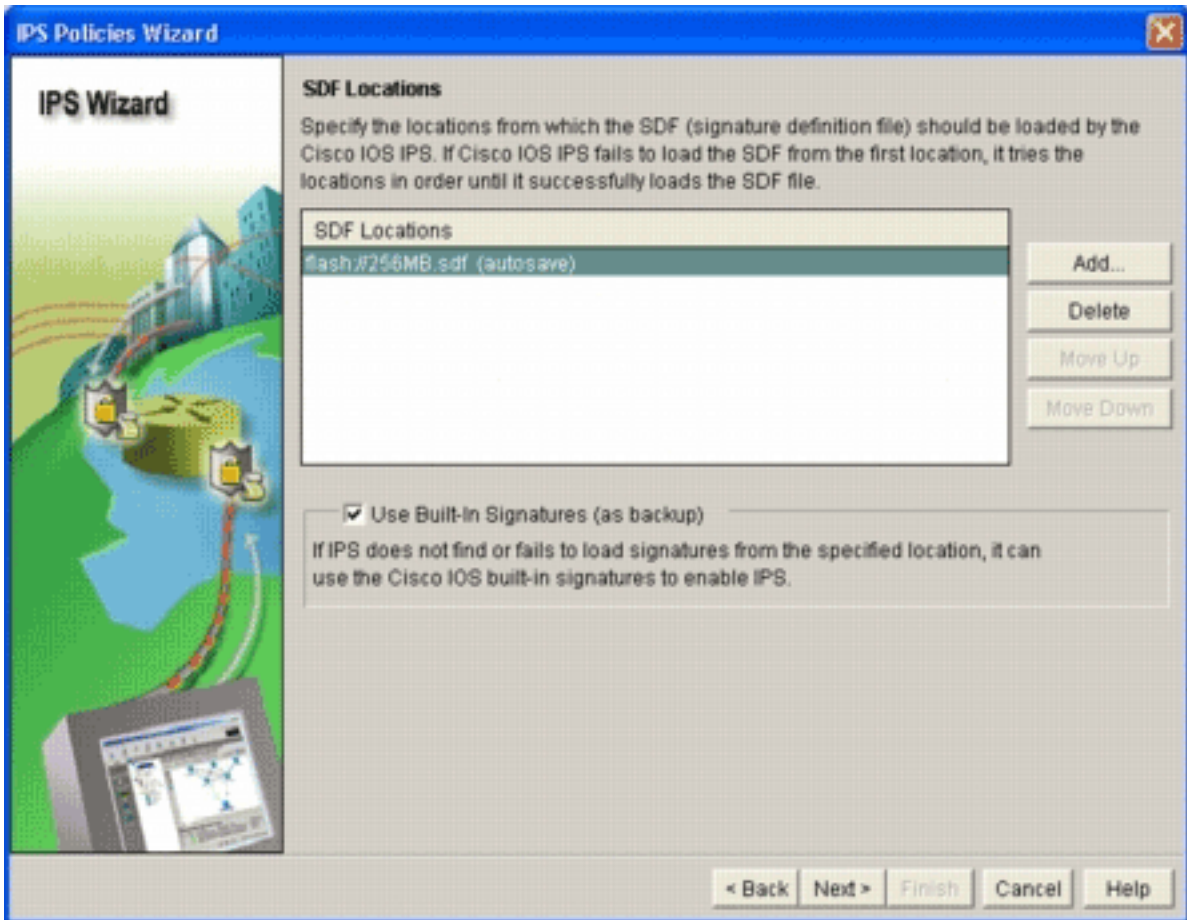 IPS Policies Wizard
IPS Wizard
SDF Locations
Specify the locations from which the SDF (signature definition file) should be loaded by the
Cisco IOS IPS. If Cisco IOS IPS fails to load the SDF from the first location, it tries the
locations in order until it successfully loads the SDF file.
SDF Locations
flash://256MB.sdf (autosave)
Add...
Delete
Move Up
Move Down
Use Built-In Signatures (as backup)
If IPS does not find or fails to load signatures from the specified location, it can
use the Cisco IOS built-in signatures to enable IPS.
< Back
Next >
Finish
Cancel
Help